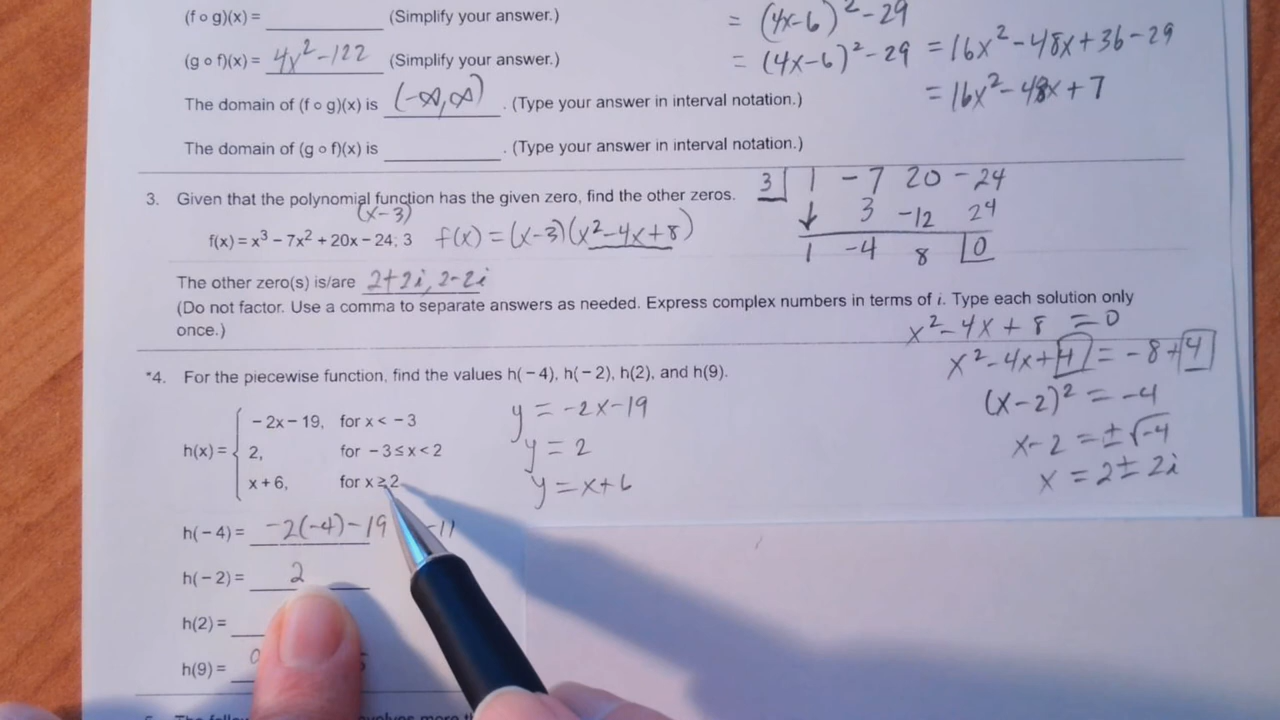 (f o g)(x) = ________ (Simplify your answer.)
= (4x-6)² - 29
(g o f)(x) = 4x² - 122 (Simplify your answer.)
= (4x-6)² - 29 = 16x² - 48x + 36 - 29
The domain of (f o g)(x) is (-∞,∞) . (Type your answer in interval notation.)
= 16x² - 48x + 7
The domain of (g o f)(x) is ________ . (Type your answer in interval notation.)
3. Given that the polynomial function has the given zero, find the other zeros.
3| 1 -7 20 -24
(x-3)
↓ 3 -12 24
f(x) = x³ - 7x² + 20x - 24; 3 f(x) = (x-3)(x²-4x+8)
1 -4 8 |0
The other zero(s) is/are 2+2i, 2-2i
(Do not factor. Use a comma to separate answers as needed. Express complex numbers in terms of i. Type each solution only
once.)
x² - 4x + 8 = 0
x² - 4x + 4 = -8 + 4
(x-2)² = -4
x-2 = ±√-4
x = 2 ± 2i
*4. For the piecewise function, find the values h(-4), h(-2), h(2), and h(9).
h(x) = { -2x - 19, for x < -3
2, for -3 ≤ x < 2
x + 6, for x ≥ 2
y = -2x-19
y = 2
y = x+6
h(-4) = -2(-4)-19 -11
h(-2) = 2
h(2) =
h(9) =